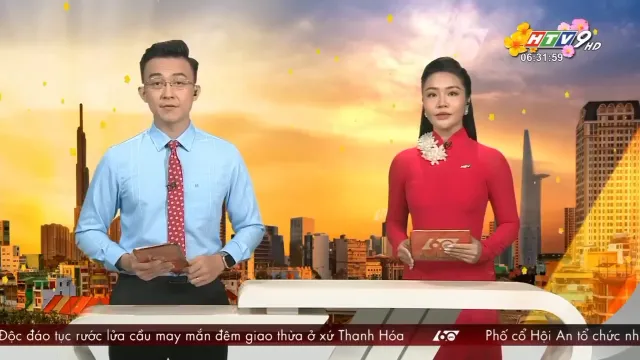 HTV9 HD
06:31:59
Độc đáo tục rước lửa cầu may mắn đêm giao thừa ở xứ Thanh Hóa
Phố cổ Hội An tổ chức nh